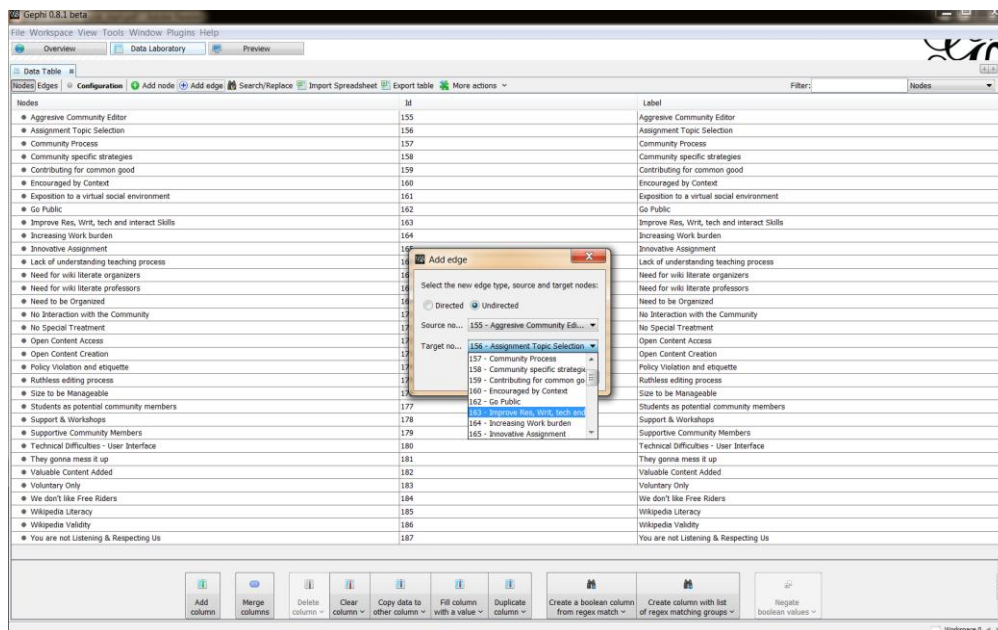 Gephi 0.8.1 beta
File Workspace View Tools Window Plugins Help
Overview Data Laboratory Preview
Data Table
Nodes Edges Configuration Add node Add edge Search/Replace Import Spreadsheet Export table More actions Filter: Nodes
Nodes Id Label
Aggresive Community Editor 155 Aggresive Community Editor
Assignment Topic Selection 156 Assignment Topic Selection
Community Process 157 Community Process
Community specific strategies 158 Community specific strategies
Contributing for common good 159 Contributing for common good
Encouraged by Context 160 Encouraged by Context
Exposition to a virtual social environment 161 Exposition to a virtual social environment
Go Public 162 Go Public
Improve Res, Writ, tech and interact Skills 163 Improve Res, Writ, tech and interact Skills
Increasing Work burden 164 Increasing Work burden
Innovative Assignment 165 Innovative Assignment
Lack of understanding teaching process 16 Lack of understanding teaching process
Need for wiki literate organizers 16 Need for wiki literate organizers
Need for wiki literate professors 16 Need for wiki literate professors
Need to be Organized 16 Need to be Organized
No Interaction with the Community 17 No Interaction with the Community
No Special Treatment 17 No Special Treatment
Open Content Access 17 Open Content Access
Open Content Creation 17 Open Content Creation
Policy Violation and etiquette 17 Policy Violation and etiquette
Ruthless editing process 17 Ruthless editing process
Size to be Manageable 17 Size to be Manageable
Students as potential community members 177 Students as potential community members
Support & Workshops 178 Support & Workshops
Supportive Community Members 179 Supportive Community Members
Technical Difficulties - User Interface 180 Technical Difficulties - User Interface
They gonna mess it up 181 They gonna mess it up
Valuable Content Added 182 Valuable Content Added
Voluntary Only 183 Voluntary Only
We don't like Free Riders 184 We don't like Free Riders
Wikipedia Literacy 185 Wikipedia Literacy
Wikipedia Validity 186 Wikipedia Validity
You are not Listening & Respecting Us 187 You are not Listening & Respecting Us
Add edge
Select the new edge type, source and target nodes:
Directed Undirected
Source no... 155 - Aggresive Community Edi...
Target no... 156 - Assignment Topic Selection
157 - Community Process
158 - Community specific strategie
159 - Contributing for common go
160 - Encouraged by Context
162 - Go Public
163 - Improve Res, Writ, tech and
164 - Increasing Work burden
165 - Innovative Assignment
Add column
Merge columns
Delete column
Clear column
Copy data to other column
Fill column with a value
Duplicate column
Create a boolean column from regex match
Create column with list of regex matching groups
Negate boolean values
Workspace 0